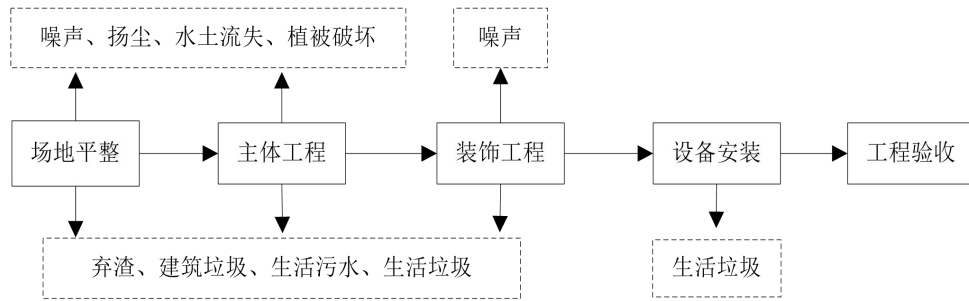 噪声、扬尘、水土流失、植被破坏
噪声
场地平整
主体工程
装饰工程
设备安装
工程验收
弃渣、建筑垃圾、生活污水、生活垃圾
生活垃圾